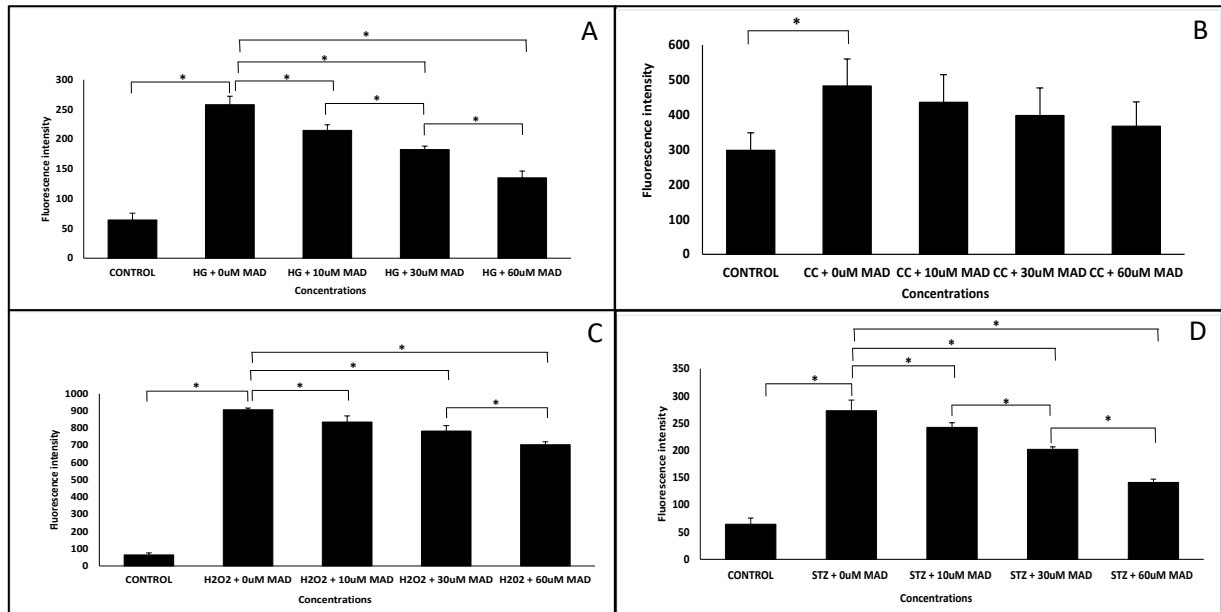 A
*
*
* *
*
*
300
250
200
150
100
50
0
Fluorescence intensity
CONTROL HG + 0uM MAD HG + 10uM MAD HG + 30uM MAD HG + 60uM MAD
Concentrations
B
*
600
500
400
300
200
100
0
Fluorescence intensity
CONTROL CC + 0uM MAD CC + 10uM MAD CC + 30uM MAD CC + 60uM MAD
Concentrations
C
*
*
* * *
1000
900
800
700
600
500
400
300
200
100
0
Fluorescence intensity
CONTROL H2O2 + 0uM MAD H2O2 + 10uM MAD H2O2 + 30uM MAD H2O2 + 60uM MAD
Concentrations
D
*
*
*
*
*
*
350
300
250
200
150
100
50
0
Fluorescence intensity
CONTROL STZ + 0uM MAD STZ + 10uM MAD STZ + 30uM MAD STZ + 60uM MAD
Concentrations